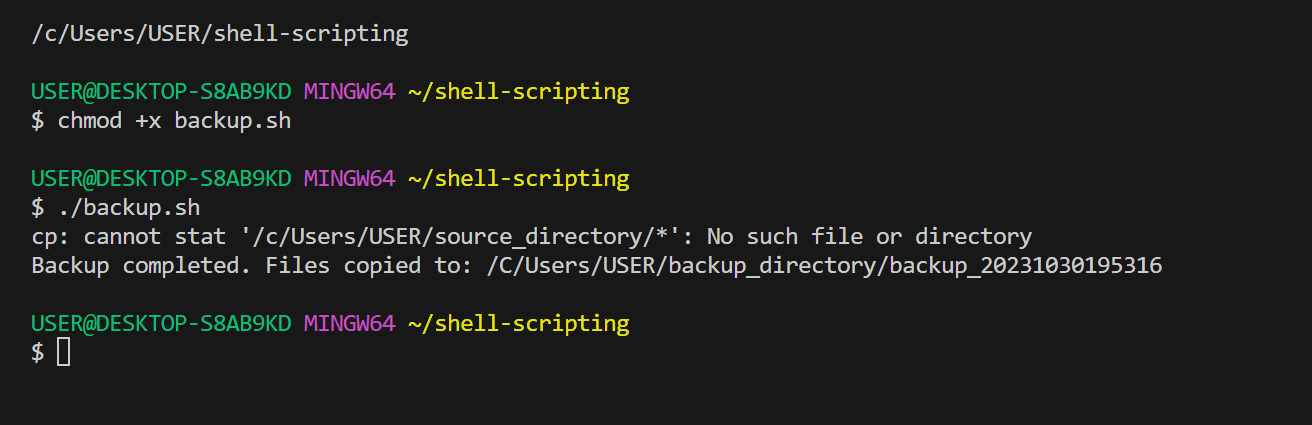 /c/Users/USER/shell-scripting
USER@DESKTOP-S8AB9KD MINGW64 ~/shell-scripting
$ chmod +x backup.sh
USER@DESKTOP-S8AB9KD MINGW64 ~/shell-scripting
$ ./backup.sh
cp: cannot stat '/c/Users/USER/source_directory/*': No such file or directory
Backup completed. Files copied to: /C/Users/USER/backup_directory/backup_20231030195316
USER@DESKTOP-S8AB9KD MINGW64 ~/shell-scripting
$